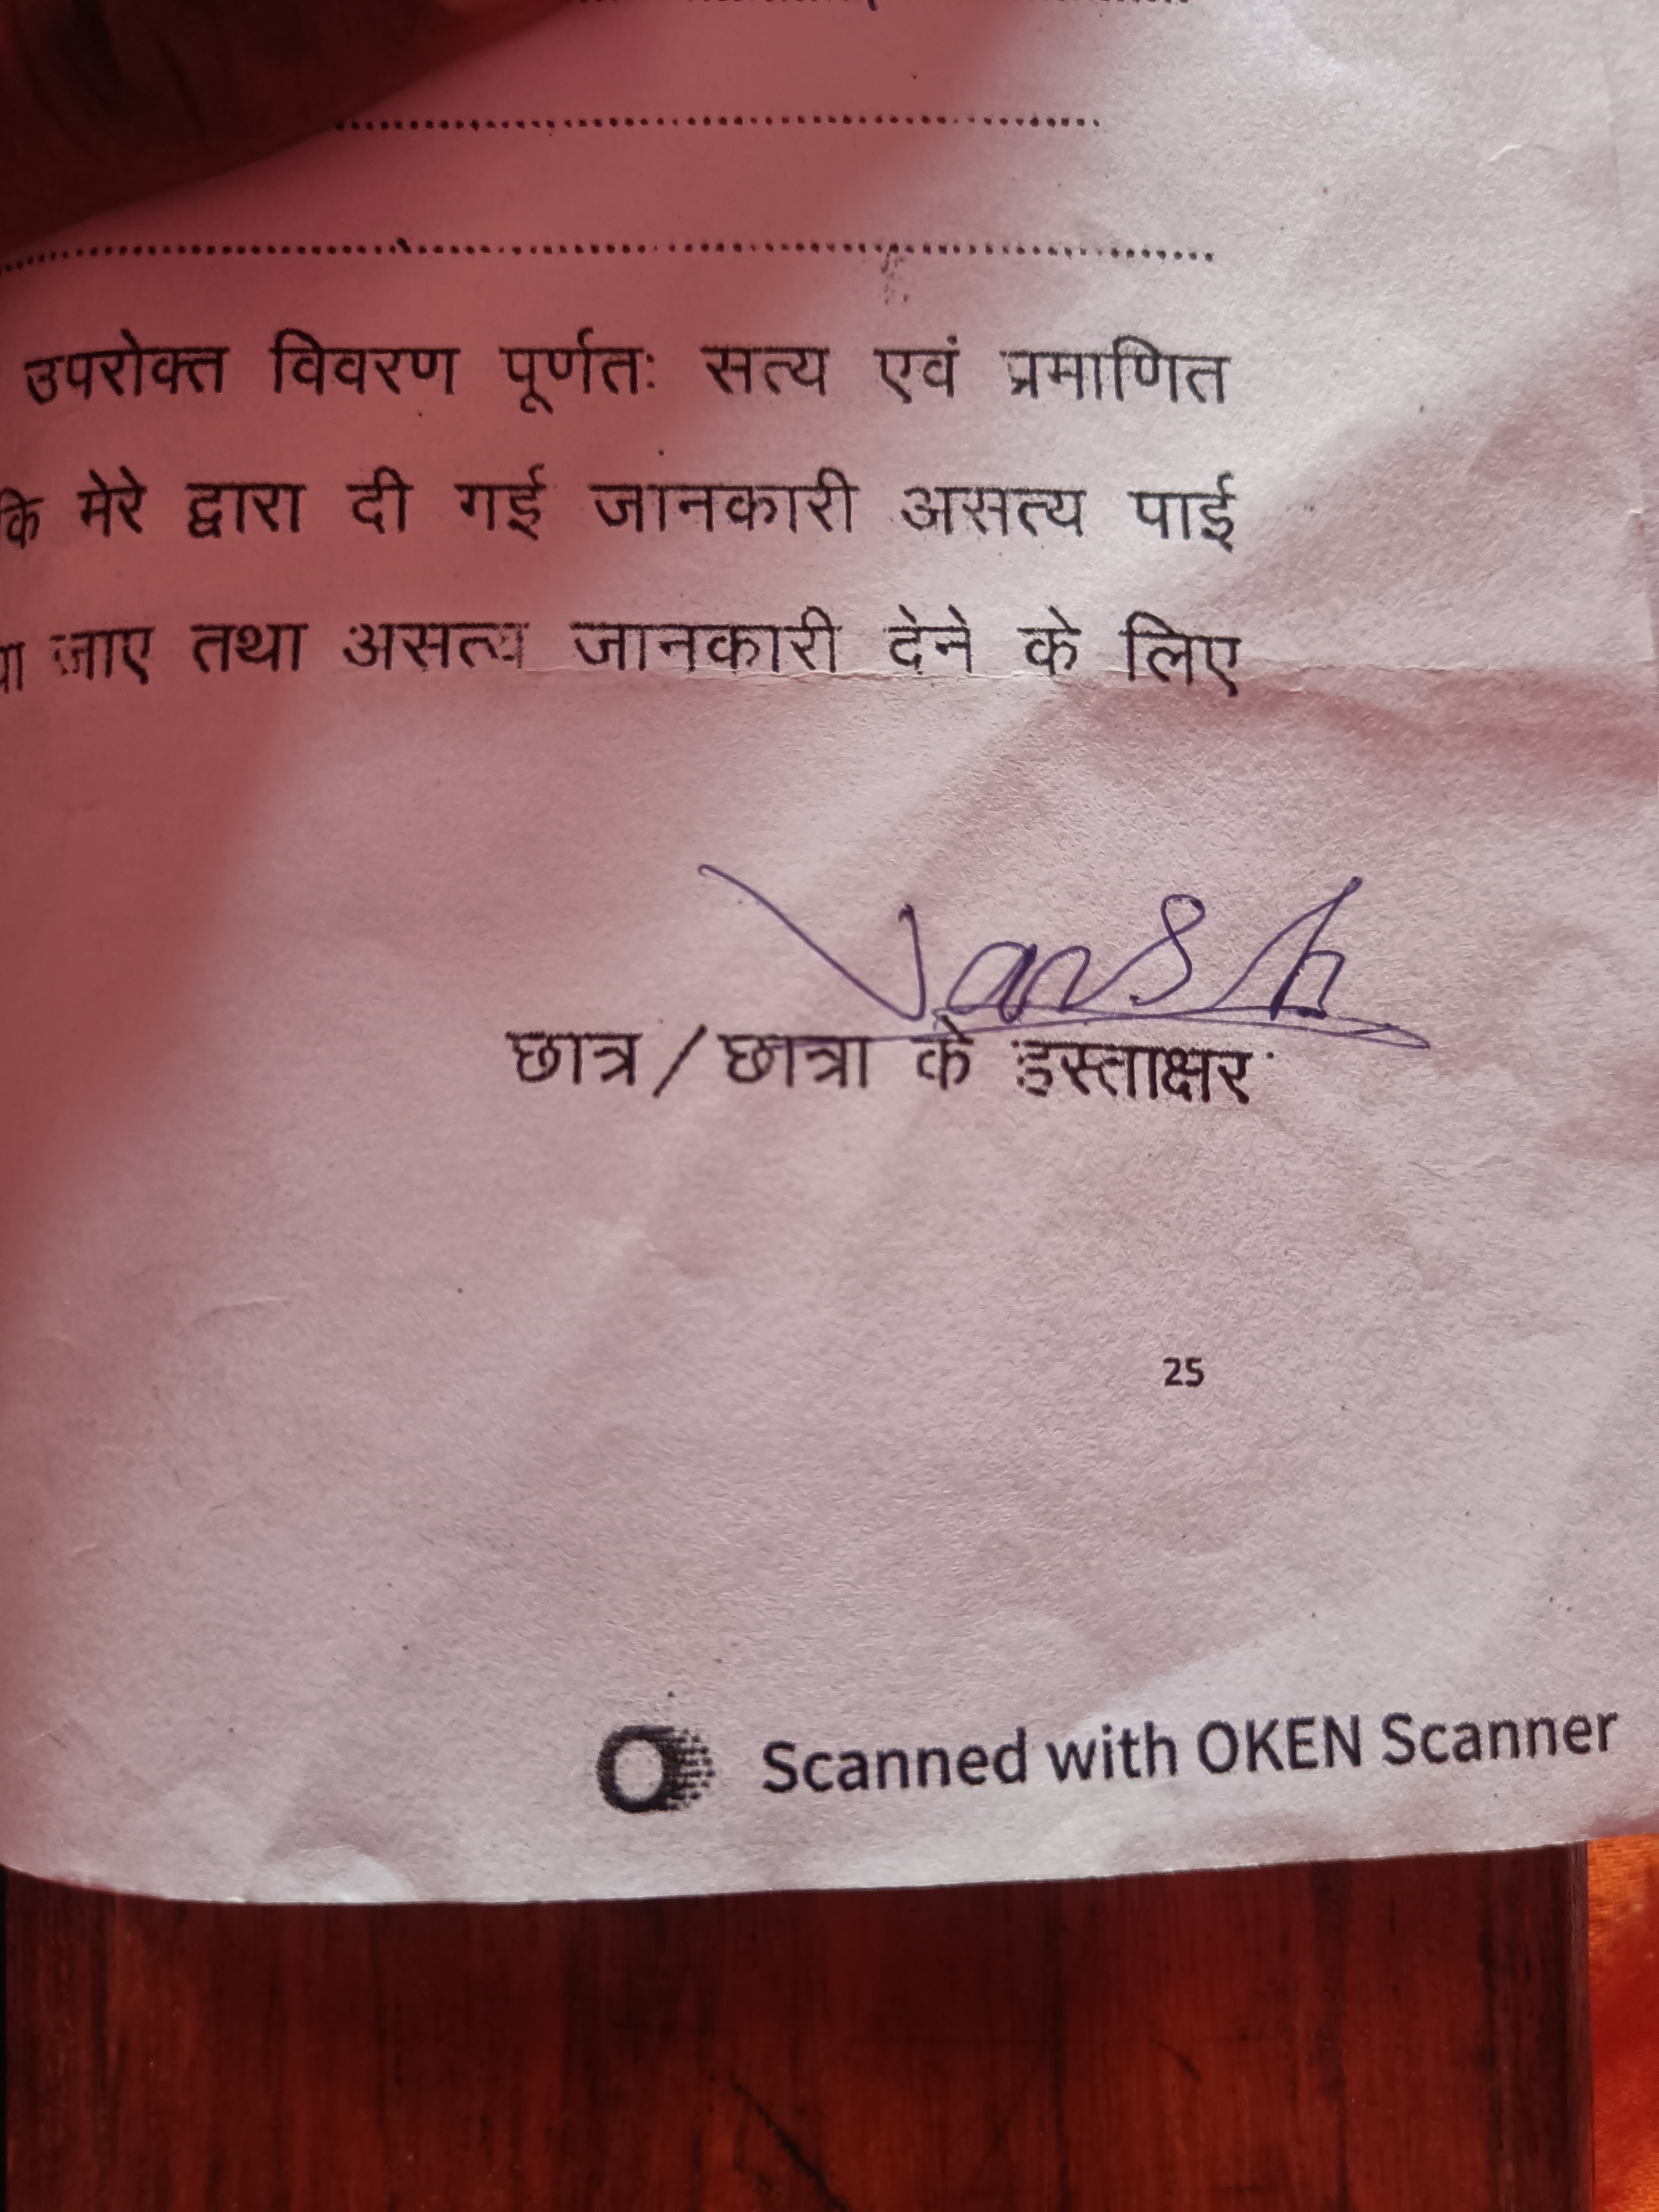 उपरोक्त विवरण पूर्णतः सत्य एवं प्रमाणित
कि मेरे द्वारा दी गई जानकारी असत्य पाई
जाए तथा असत्य जानकारी देने के लिए
Vansh
छात्र/छात्रा के हस्ताक्षर
25
Scanned with OKEN Scanner